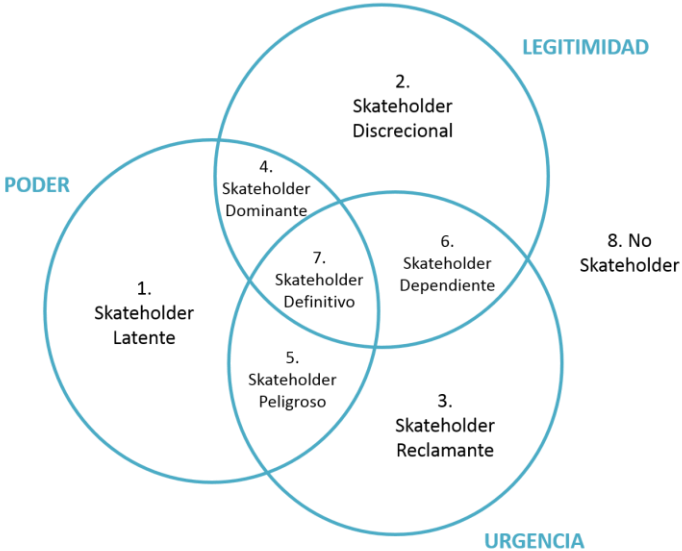 LEGITIMIDAD
2.
Skateholder
Discrecional
PODER
4.
Skateholder
Dominante
6.
Skateholder
Dependiente
8. No
Skateholder
7.
Skateholder
Definitivo
1.
Skateholder
Latente
5.
Skateholder
Peligroso
3.
Skateholder
Reclamante
URGENCIA